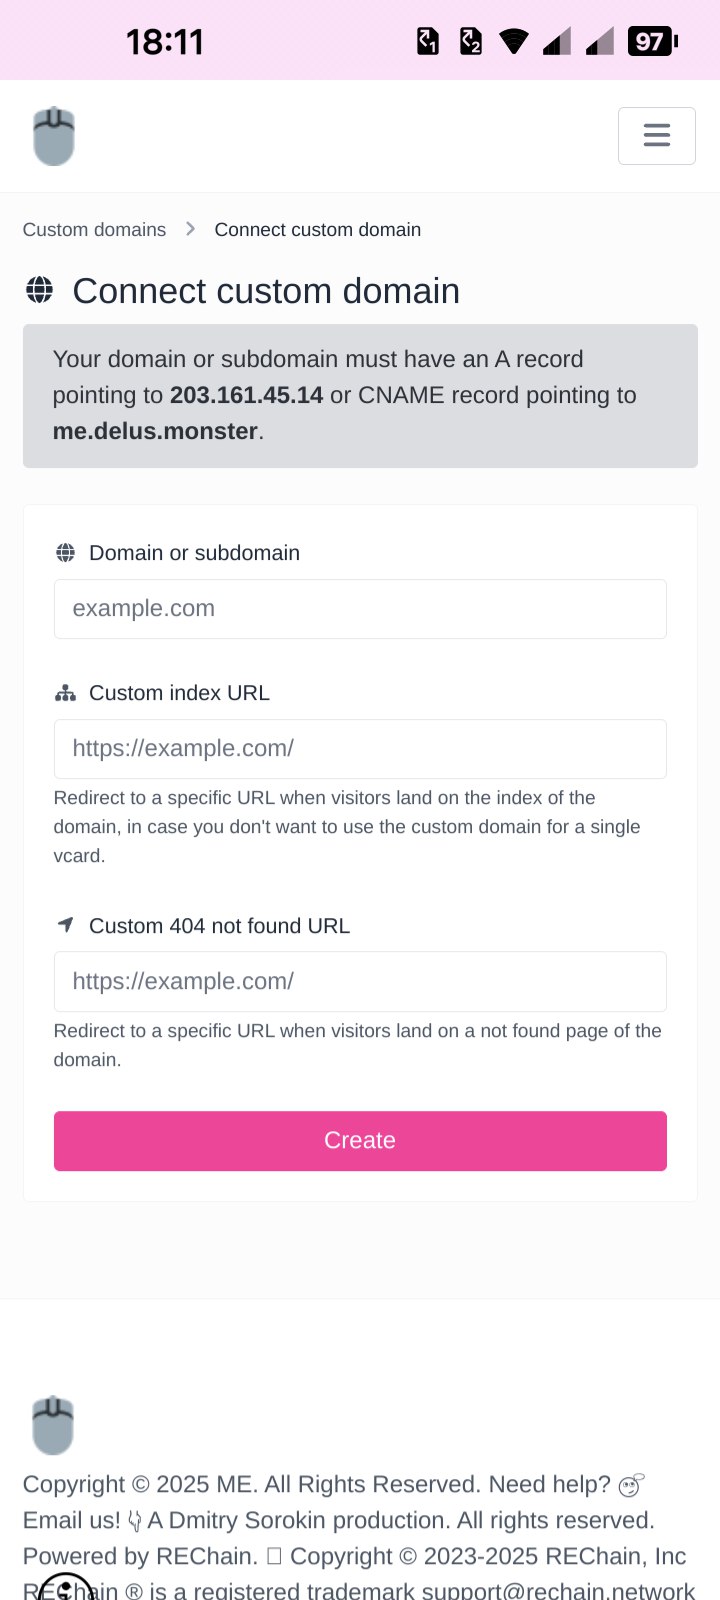 18:11
1 2 97
Custom domains > Connect custom domain
Connect custom domain
Your domain or subdomain must have an A record
pointing to 203.161.45.14 or CNAME record pointing to
me.delus.monster.
Domain or subdomain
example.com
Custom index URL
https://example.com/
Redirect to a specific URL when visitors land on the index of the
domain, in case you don't want to use the custom domain for a single
vcard.
Custom 404 not found URL
https://example.com/
Redirect to a specific URL when visitors land on a not found page of the
domain.
Create
Copyright © 2025 ME. All Rights Reserved. Need help?
Email us! A Dmitry Sorokin production. All rights reserved.
Powered by REChain. Copyright © 2023-2025 REChain, Inc
REChain ® is a registered trademark support@rechain.network